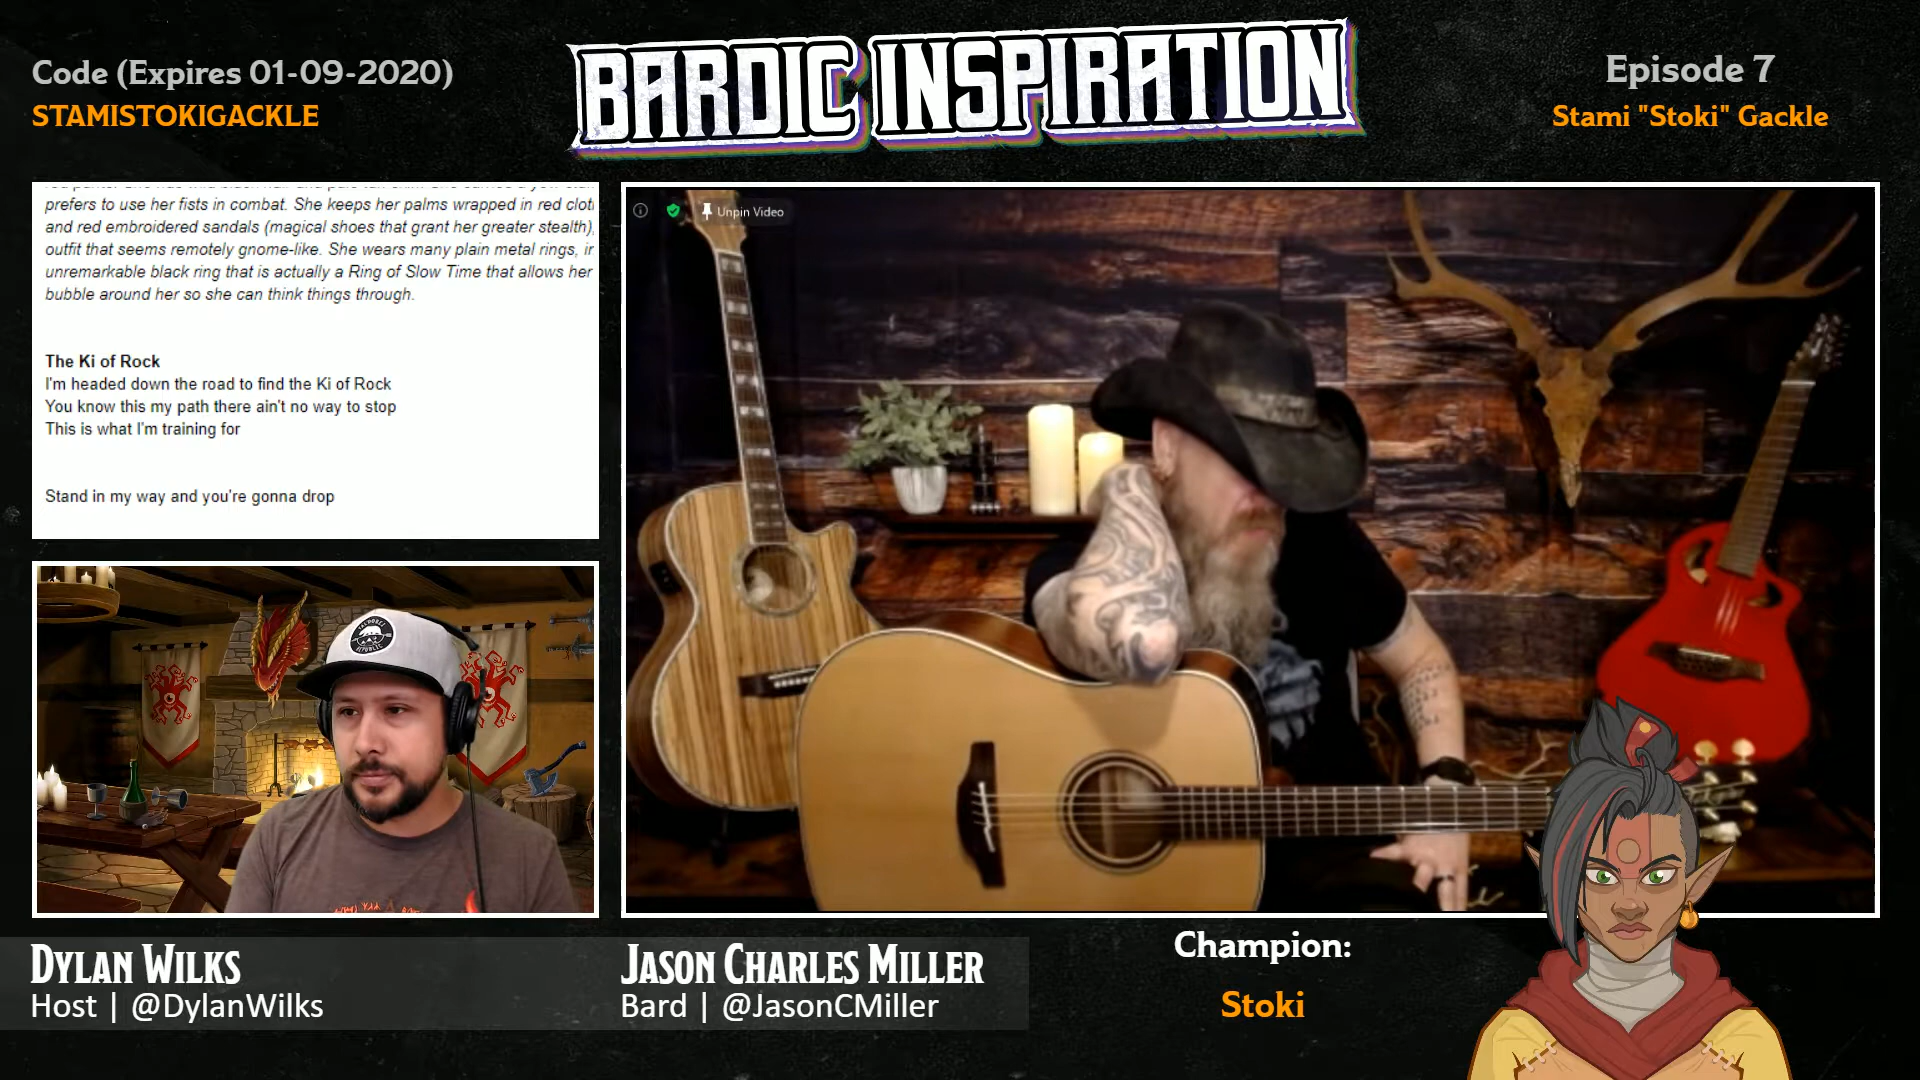 Code (Expires 01-09-2020)
STAMISTOKIGACKLE
BARDIC INSPIRATION
Episode 7
Stami "Stoki" Gackle
prefers to use her fists in combat. She keeps her palms wrapped in red
and red embroidered sandals (magical shoes that grant her greater stealth)
outfit that seems remotely gnome-like. She wears many plain metal rings,
unremarkable black ring that is actually a Ring of Slow Time that allows her
bubble around her so she can think things through.
The Ki of Rock
I'm headed down the road to find the Ki of Rock
You know this my path there ain't no way to stop
This is what I'm training for
Stand in my way and you're gonna drop
Unpin Video
DYLAN WILKS
Host | @DylanWilks
JASON CHARLES MILLER
Bard | @JasonCMiller
Champion:
Stoki